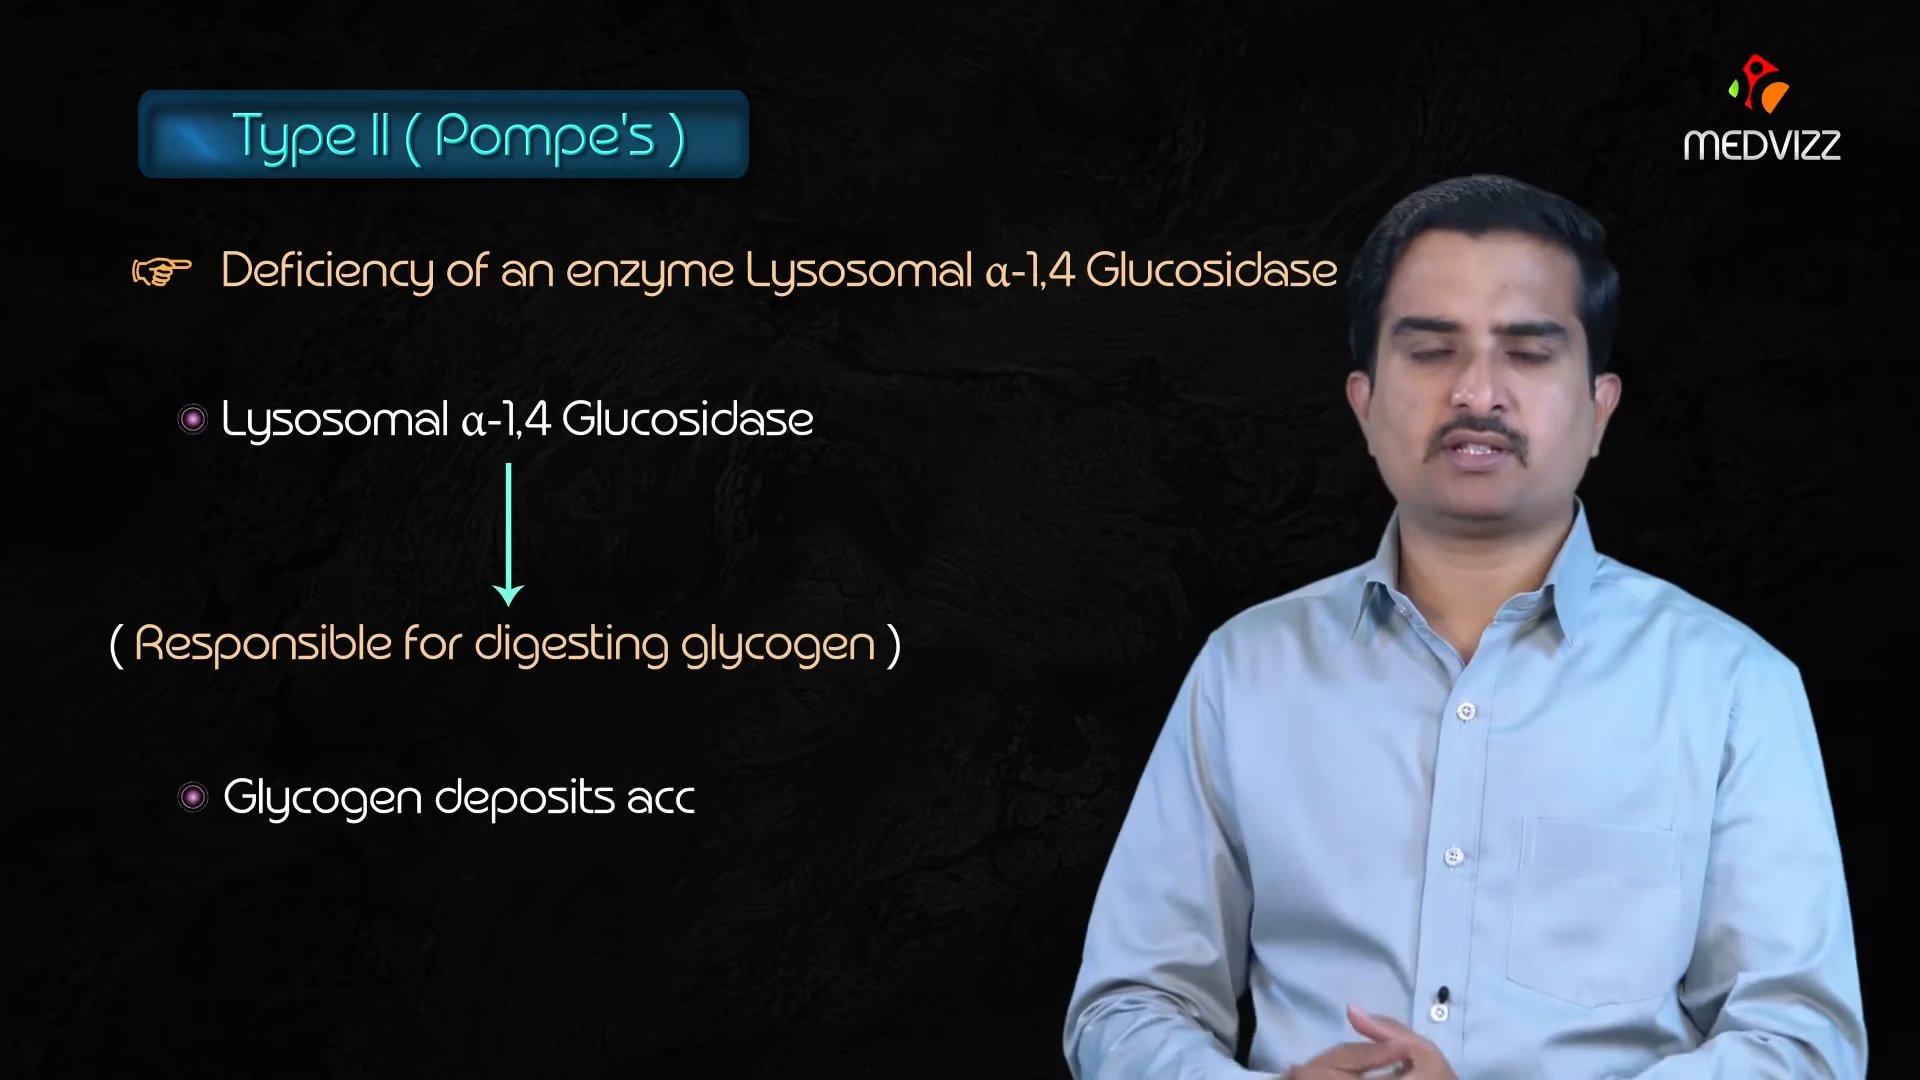 Type II ( Pompe's )
MEDVIZZ
Deficiency of an enzyme Lysosomal α-1,4 Glucosidase
Lysosomal α-1,4 Glucosidase
( Responsible for digesting glycogen )
Glycogen deposits acc